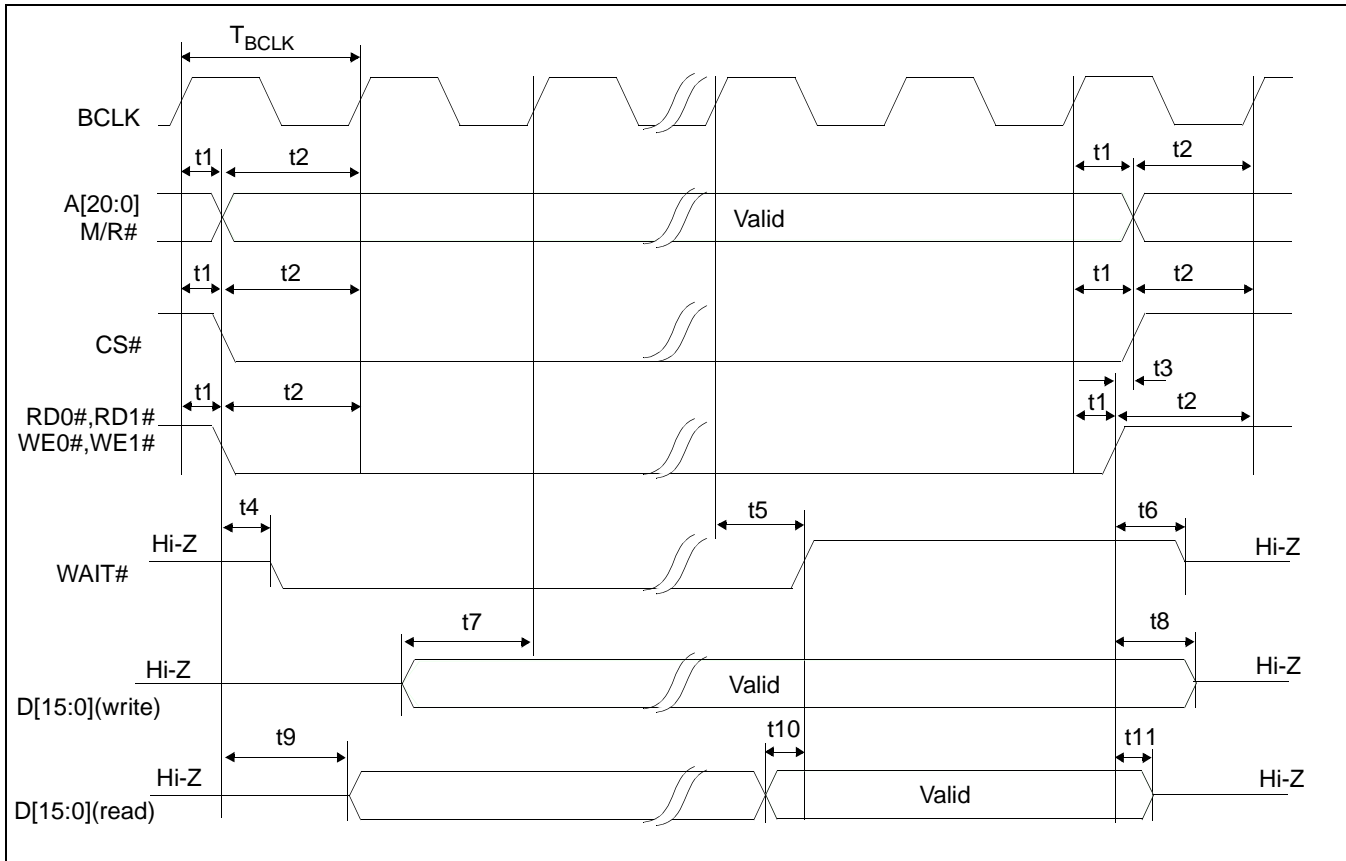 T_BCLK
BCLK
t1 t2 t1 t2
A[20:0]
M/R#
Valid
t1 t2 t1 t2
CS#
t3
t1 t2 t1 t2
RD0#,RD1#
WE0#,WE1#
t4 t5 t6
Hi-Z Hi-Z
WAIT#
t7 t8
Hi-Z Hi-Z
Valid
D[15:0](write)
t9 t10 t11
Hi-Z Hi-Z
Valid
D[15:0](read)